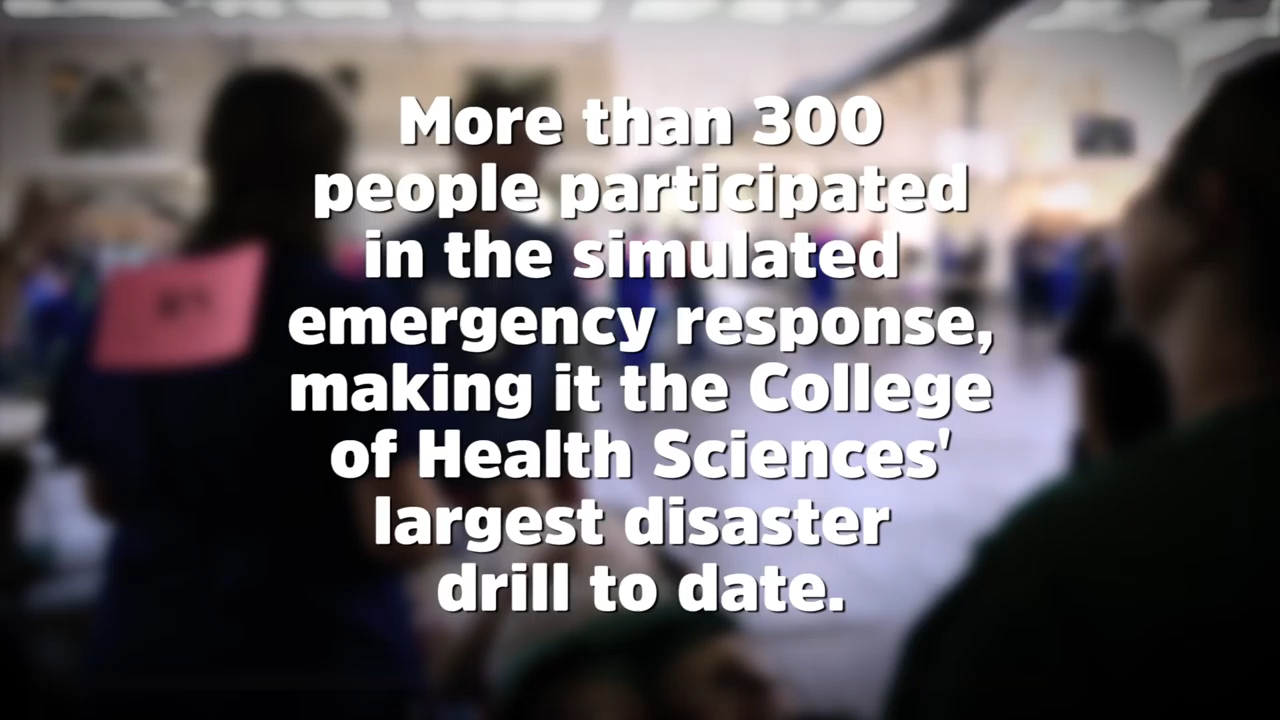 More than 300
people participated
in the simulated
emergency response,
making it the College
of Health Sciences'
largest disaster
drill to date.